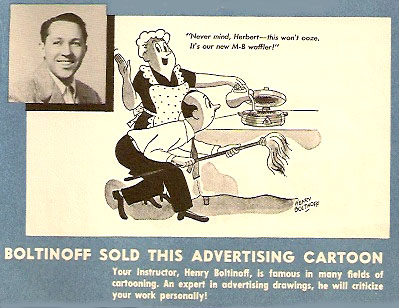 "Never mind, Herbert—this won't ooze.
It's our new M-B waffler!"
HENRY
BOLTINOFF
BOLTINOFF SOLD THIS ADVERTISING CARTOON
Your Instructor, Henry Boltinoff, is famous in many fields of
cartooning. An expert in advertising drawings, he will criticize
your work personally!